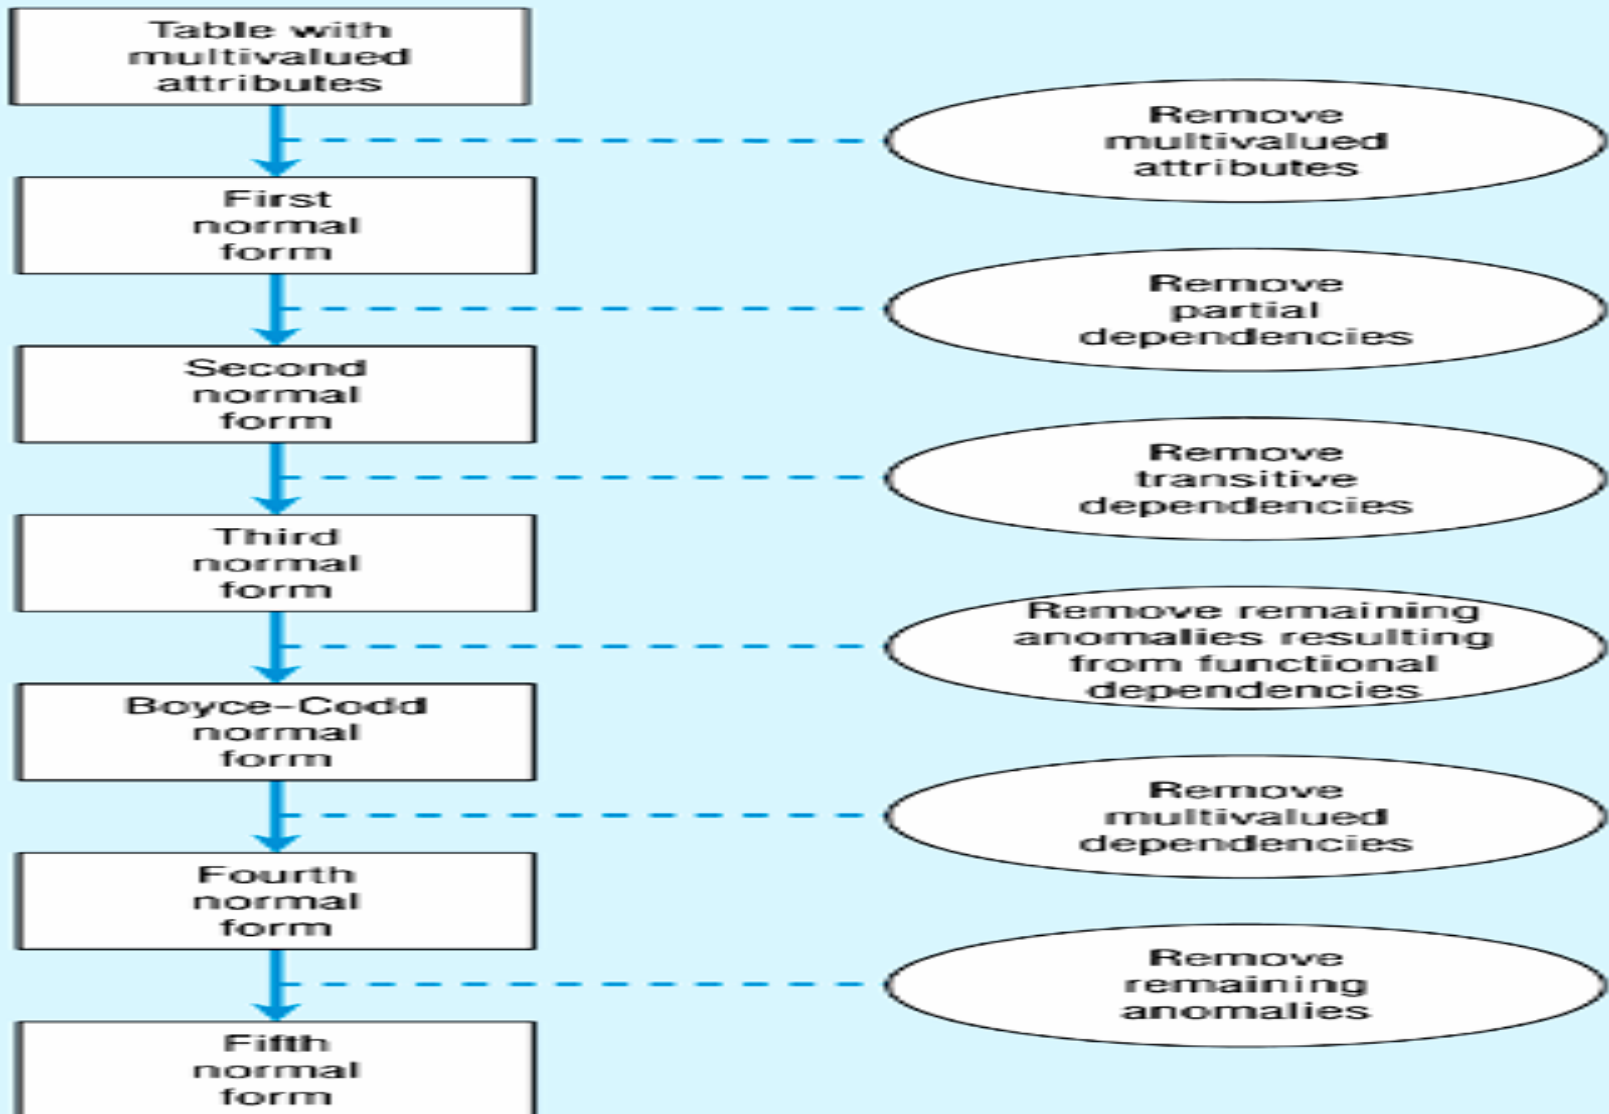 Table with
multivalued
attributes
Remove
multivalued
attributes
First
normal
form
Remove
partial
dependencies
Second
normal
form
Remove
transitive
dependencies
Third
normal
form
Remove remaining
anomalies resulting
from functional
dependencies
Boyce-Codd
normal
form
Remove
multivalued
dependencies
Fourth
normal
form
Remove
remaining
anomalies
Fifth
normal
form